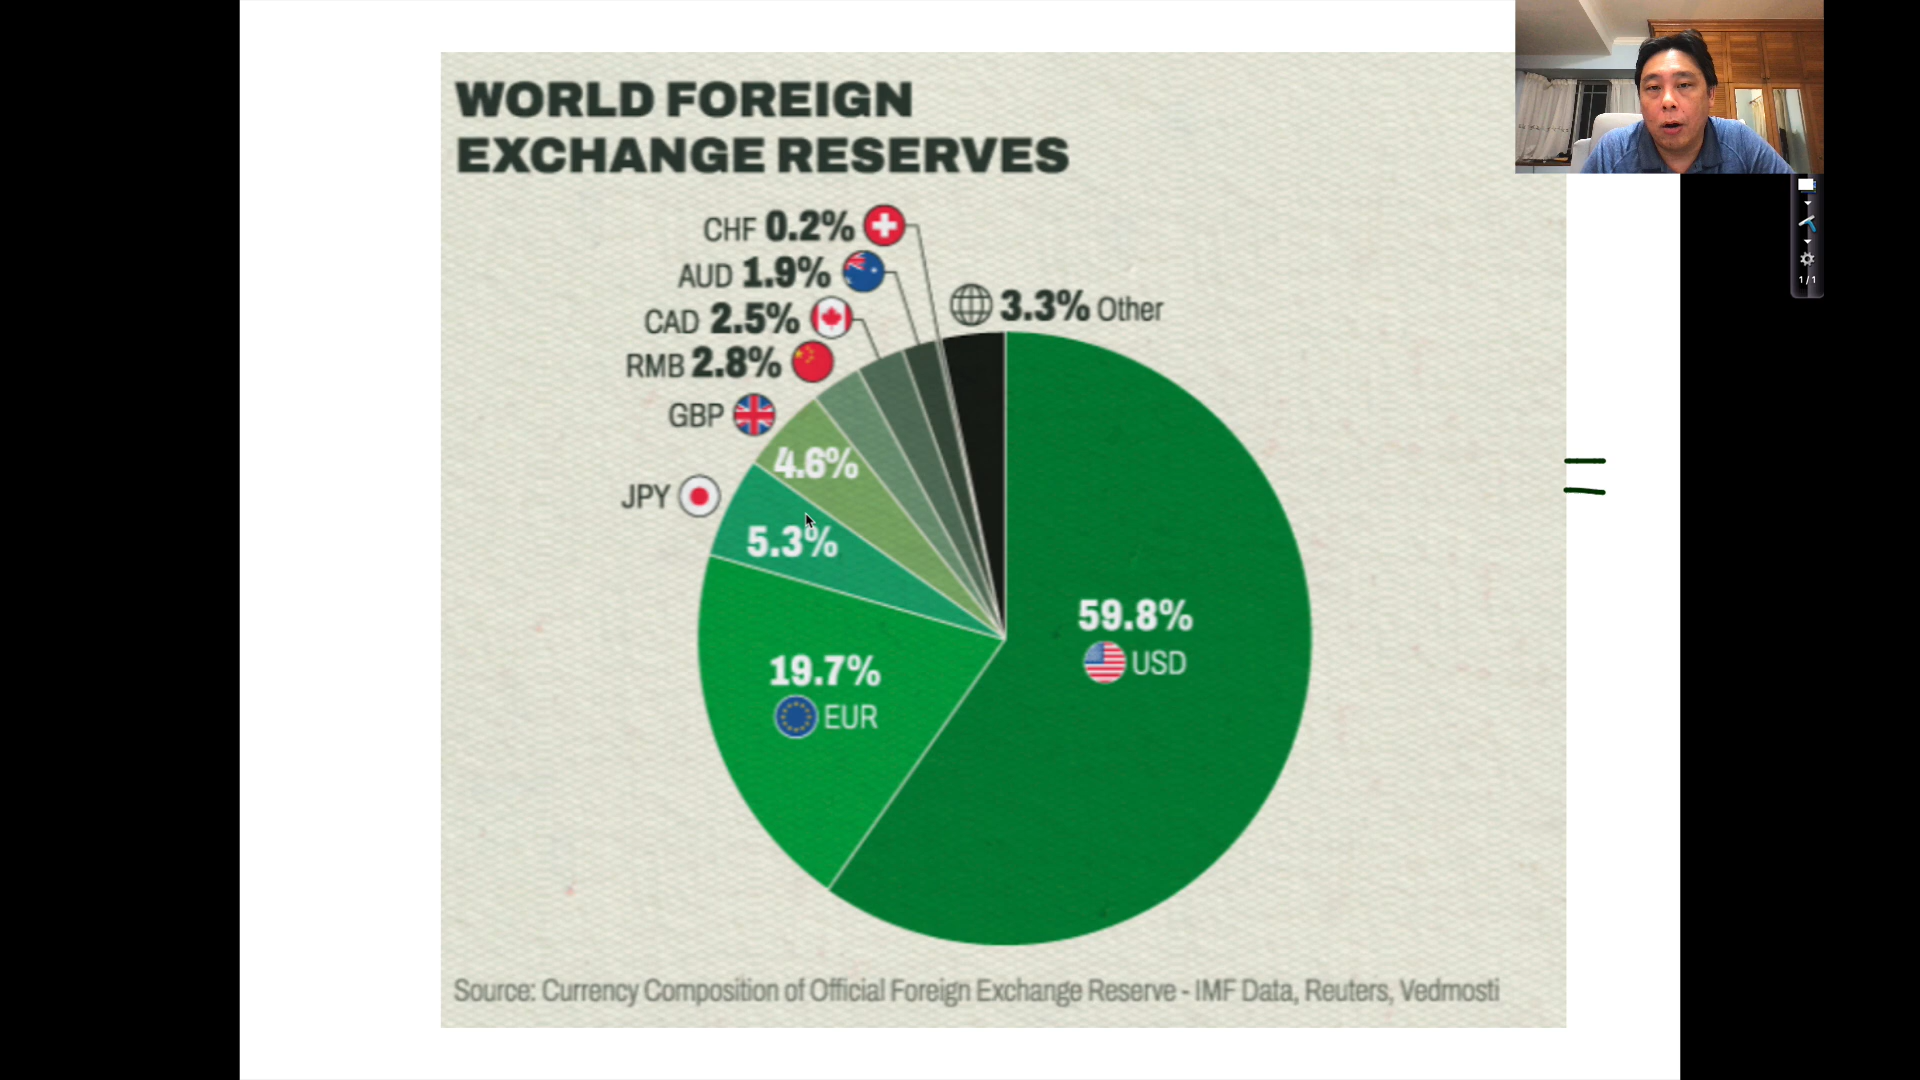 WORLD FOREIGN
EXCHANGE RESERVES
CHF 0.2%
AUD 1.9%
CAD 2.5%
RMB 2.8%
GBP
4.6%
JPY
5.3%
3.3% Other
59.8%
USD
19.7%
EUR
Source: Currency Composition of Official Foreign Exchange Reserve - IMF Data, Reuters, Vedmosti
=
1/1